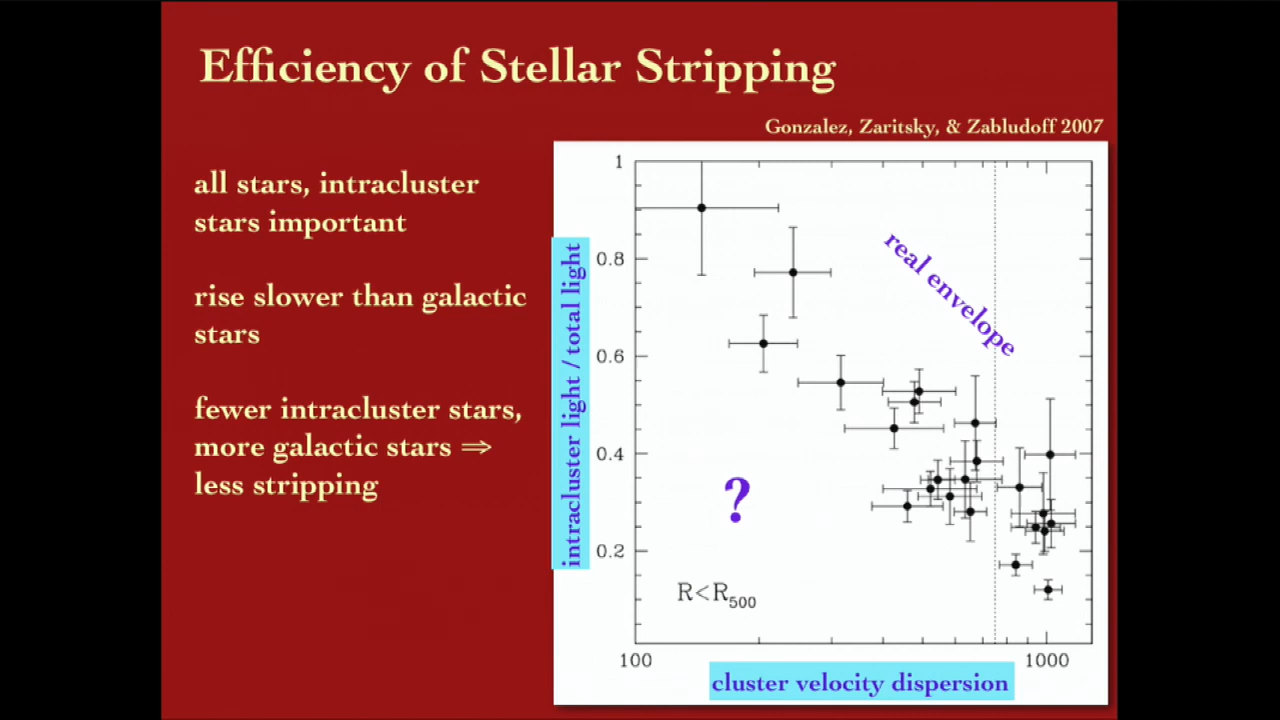 Efficiency of Stellar Stripping
Gonzalez, Zaritsky, & Zabludoff 2007
all stars, intracluster
stars important
rise slower than galactic
stars
fewer intracluster stars,
more galactic stars ⇒
less stripping
intracluster light / total light
1
0.8
0.6
0.4
0.2
real envelope
?
R<R500
100
1000
cluster velocity dispersion